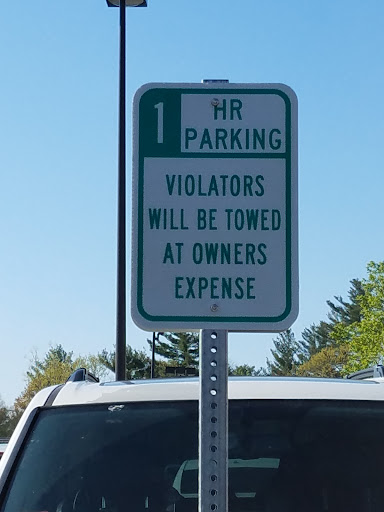 1 HR
PARKING
VIOLATORS
WILL BE TOWED
AT OWNERS
EXPENSE